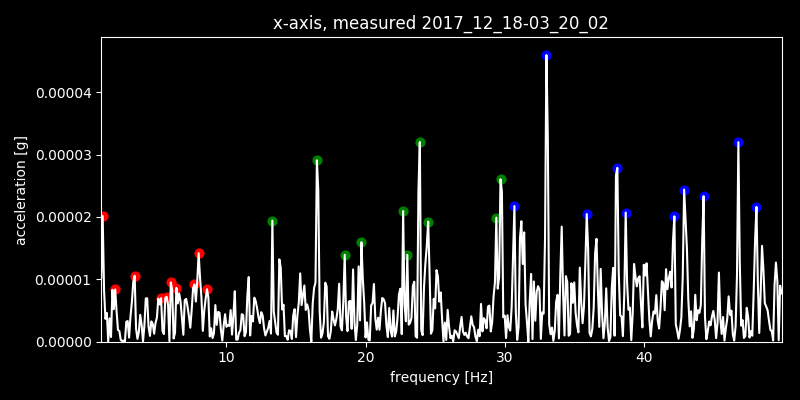 x-axis, measured 2017_12_18-03_20_02
acceleration [g]
0.00004
0.00003
0.00002
0.00001
0.00000
10 20 30 40
frequency [Hz]